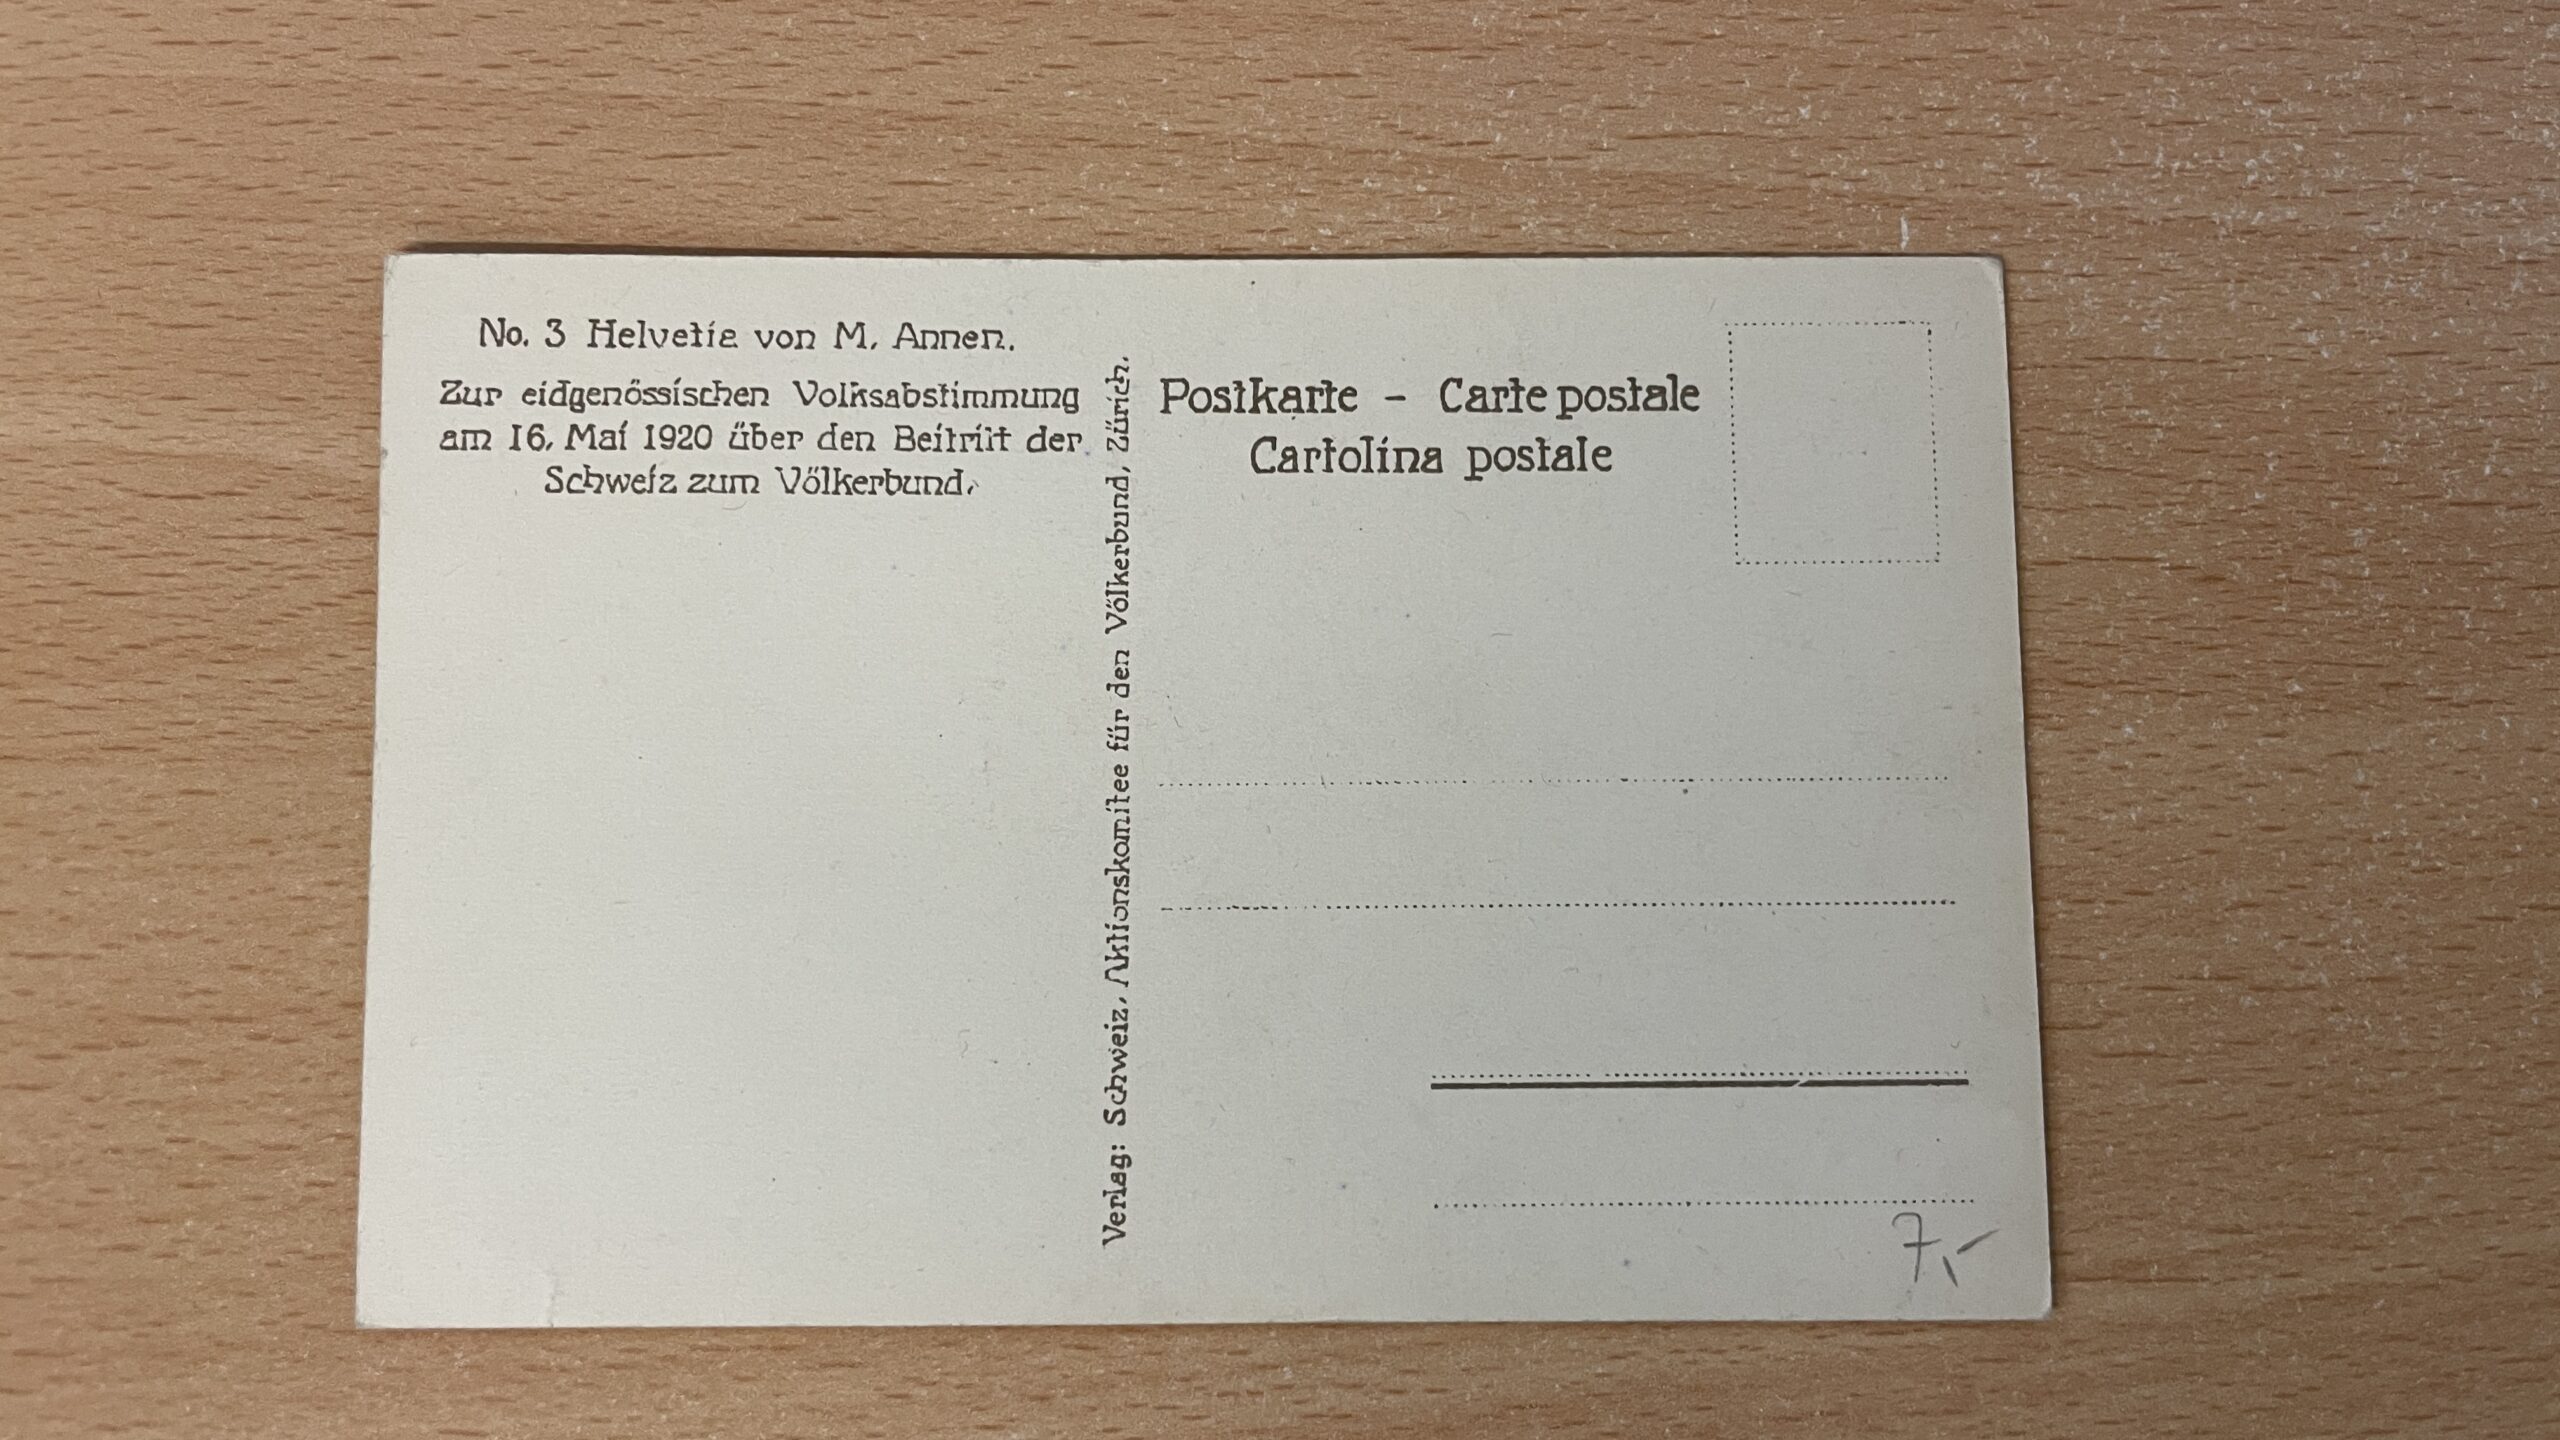 No. 3 Helvetia von M. Annen.
Zur eidgenössischen Volksabstimmung
am 16. Mai 1920 über den Beitritt der
Schweiz zum Völkerbund.
Verlag: Schweiz. Aktionskomitee für den Völkerbund, Zürich.
Postkarte – Carte postale
Cartolina postale
7,-